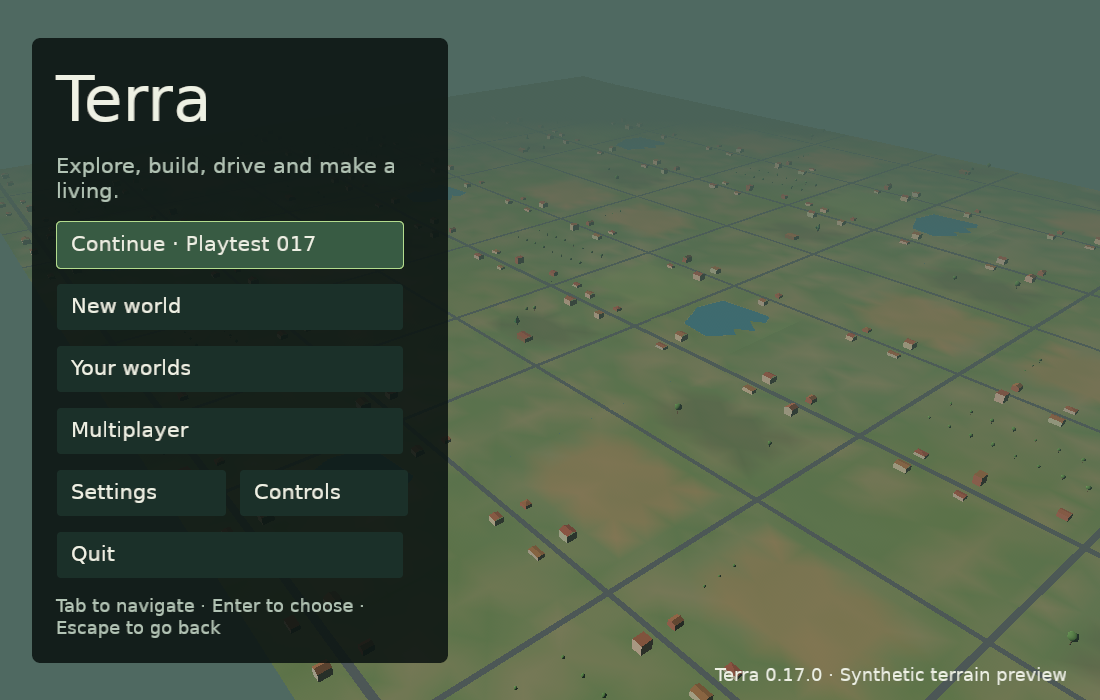 Terra
Explore, build, drive and make a
living.
Continue · Playtest 017
New world
Your worlds
Multiplayer
Settings
Controls
Quit
Tab to navigate · Enter to choose ·
Escape to go back
Terra 0.17.0 · Synthetic terrain preview